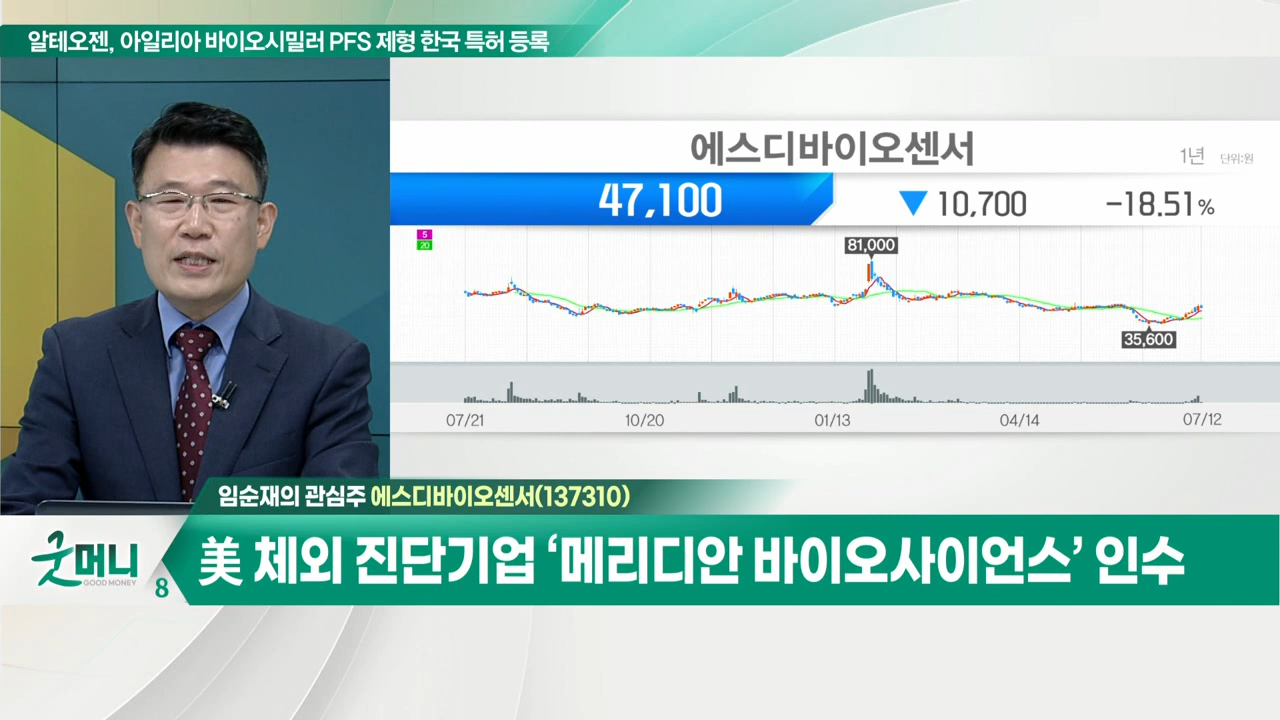 알테오젠, 아일리아 바이오시밀러 PFS 제형 한국 특허 등록
에스디바이오센서
1년 단위:원
47,100 ▼ 10,700 -18.51%
5
20
81,000
35,600
07/21 10/20 01/13 04/14 07/12
임순재의 관심주 에스디바이오센서(137310)
굿머니
GOOD MONEY
8
美 체외 진단기업 ‘메리디안 바이오사이언스’ 인수